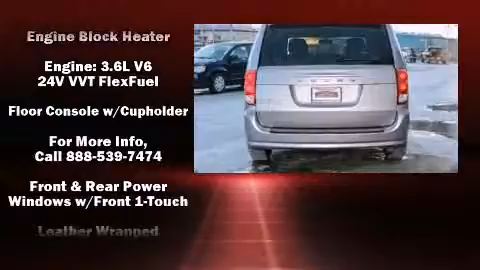 Engine Block Heater
Engine: 3.6L V6
24V VVT FlexFuel
Floor Console w/Cupholder
For More Info,
Call 888-539-7474
Front & Rear Power
Windows w/Front 1-Touch
Leather Wrapped